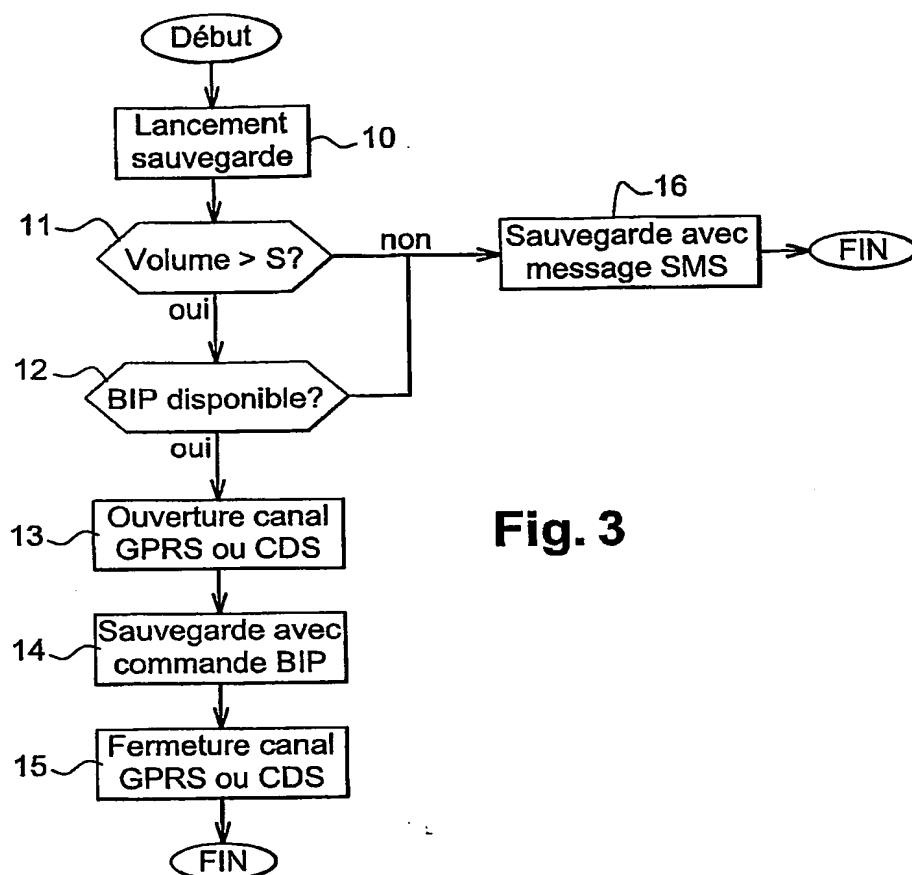 Début
Lancement
sauvegarde
10
11
Volume > S?
non
oui
16
Sauvegarde avec
message SMS
FIN
12
BIP disponible?
oui
13
Ouverture canal
GPRS ou CDS
Fig. 3
14
Sauvegarde avec
commande BIP
15
Fermeture canal
GPRS ou CDS
FIN